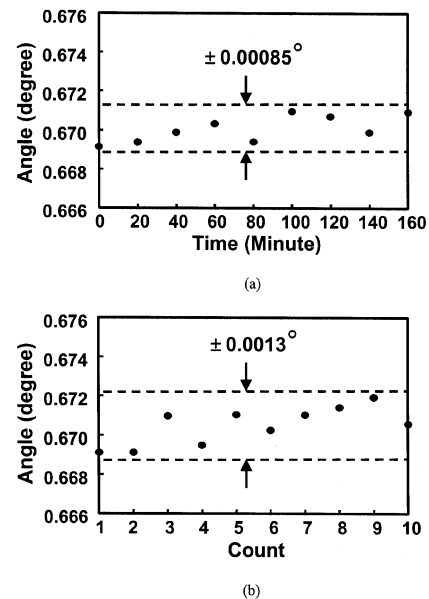 0.676
± 0.00085°
0.674
0.672
0.670
0.668
0.666
Angle (degree)
0 20 40 60 80 100 120 140 160
Time (Minute)
(a)
0.676
± 0.0013°
0.674
0.672
0.670
0.668
0.666
Angle (degree)
1 2 3 4 5 6 7 8 9 10
Count
(b)